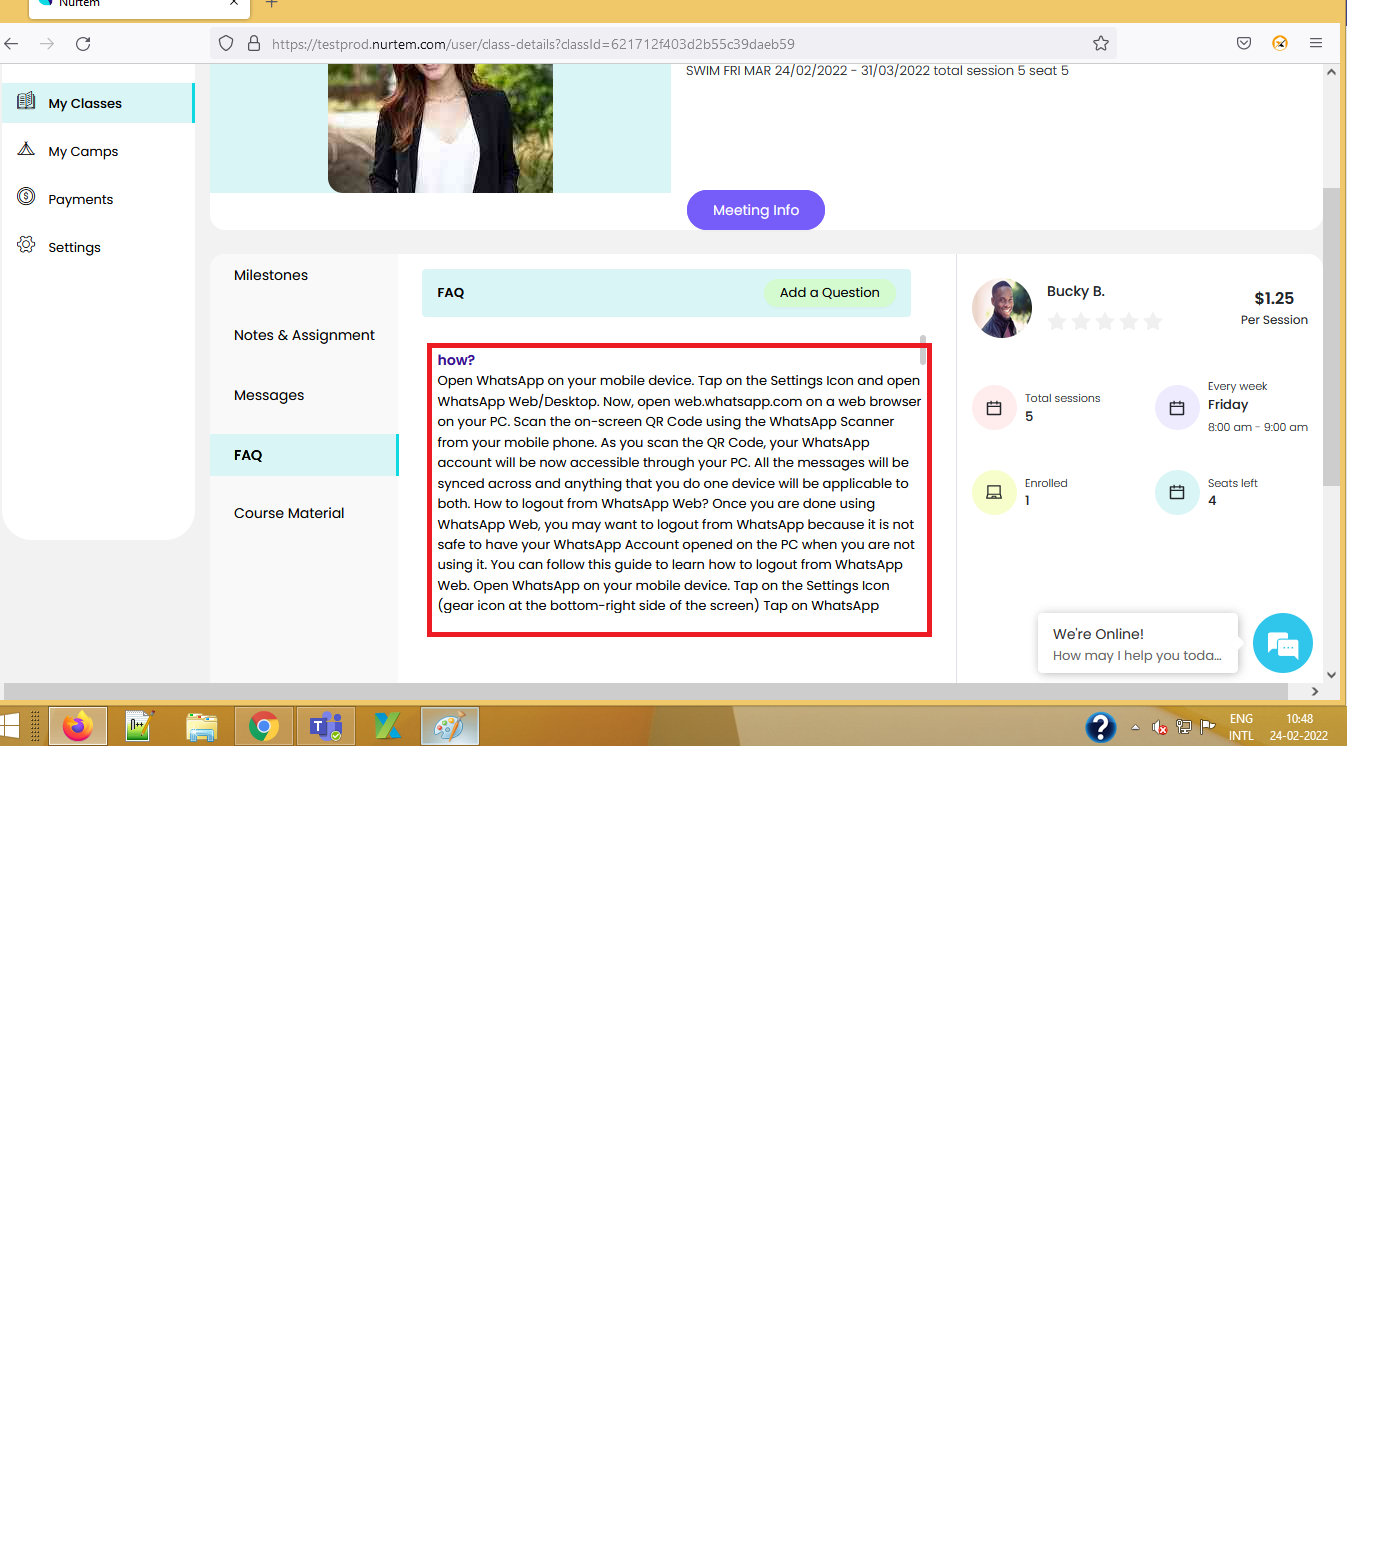 Nurtem
https://testprod.nurtem.com/user/class-details?classId=621712f403d2b55c39daeb59
SWIM FRI MAR 24/02/2022 - 31/03/2022 total session 5 seat 5
My Classes
My Camps
Payments
Settings
Meeting Info
Milestones
Notes & Assignment
Messages
FAQ
Course Material
FAQ
Add a Question
how?
Open WhatsApp on your mobile device. Tap on the Settings Icon and open
WhatsApp Web/Desktop. Now, open web.whatsapp.com on a web browser
on your PC. Scan the on-screen QR Code using the WhatsApp Scanner
from your mobile phone. As you scan the QR Code, your WhatsApp
account will be now accessible through your PC. All the messages will be
synced across and anything that you do one device will be applicable to
both. How to logout from WhatsApp Web? Once you are done using
WhatsApp Web, you may want to logout from WhatsApp because it is not
safe to have your WhatsApp Account opened on the PC when you are not
using it. You can follow this guide to learn how to logout from WhatsApp
Web. Open WhatsApp on your mobile device. Tap on the Settings Icon
(gear icon at the bottom-right side of the screen) Tap on WhatsApp
Bucky B.
$1.25
Per Session
Total sessions
5
Every week
Friday
8:00 am - 9:00 am
Enrolled
1
Seats left
4
We're Online!
How may I help you toda...
ENG
INTL
10:48
24-02-2022